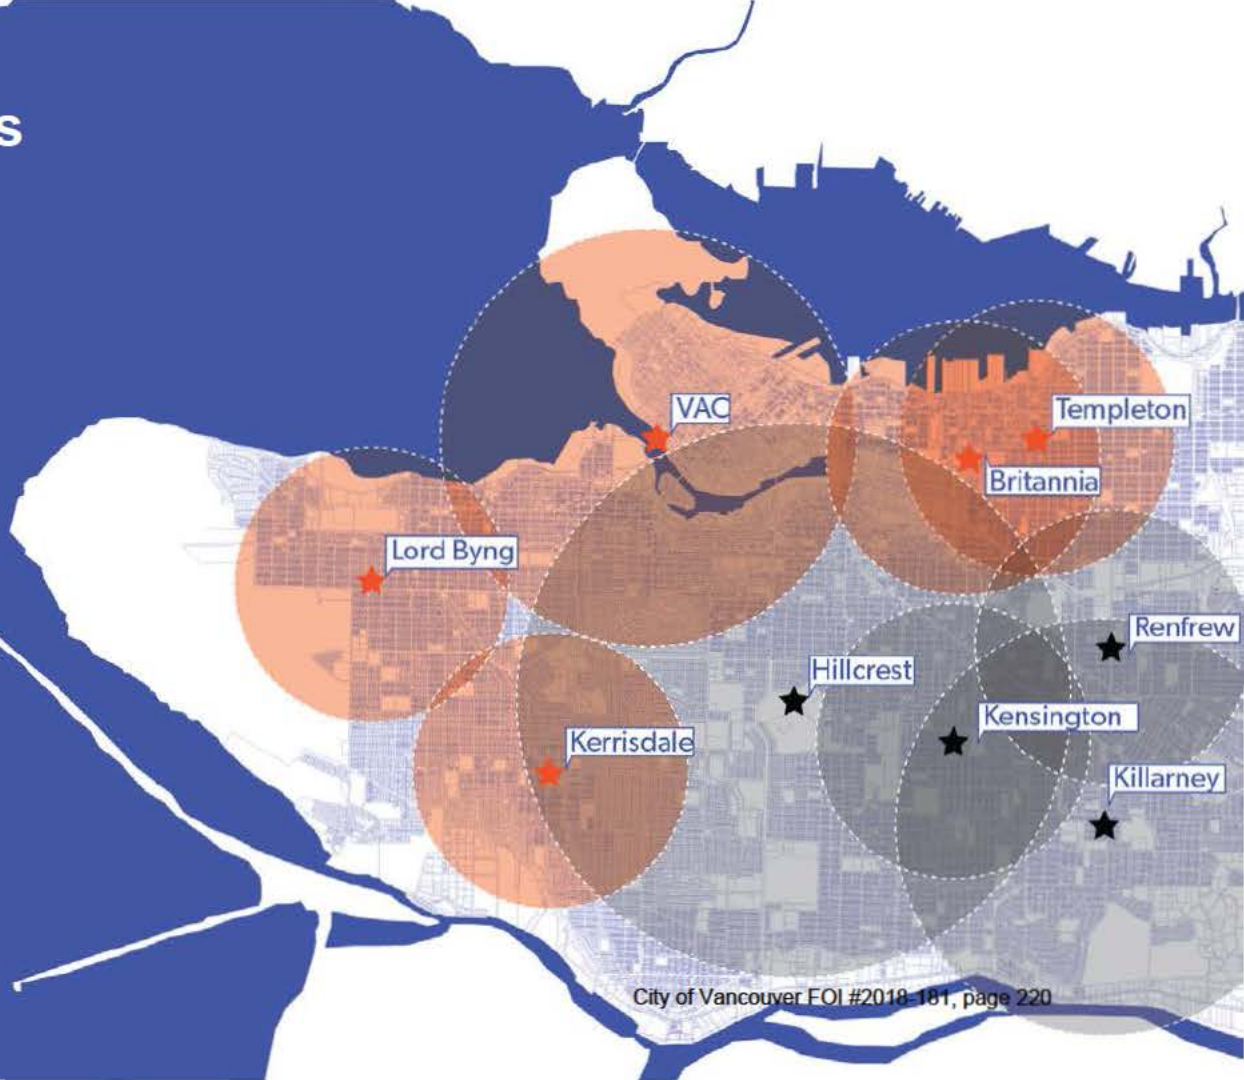 s
VAC
Templeton
Britannia
Lord Byng
Renfrew
Hillcrest
Kensington
Kerrisdale
Killarney
City of Vancouver FOI #2018-181, page 220